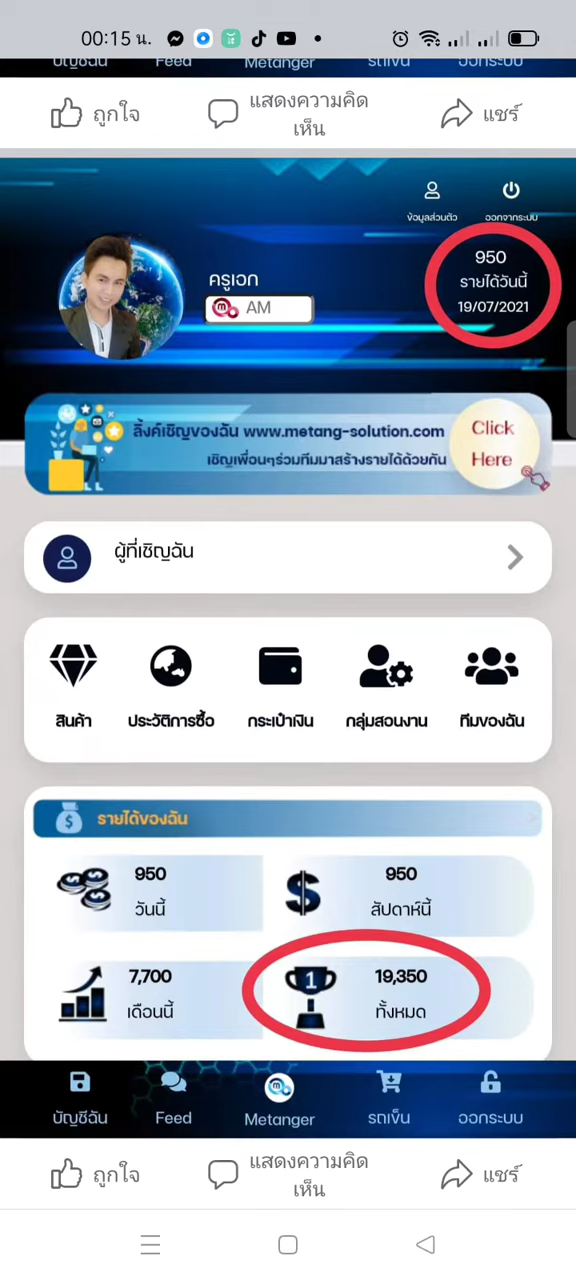 00:15 น.
บัญชีฉัน Feed Metanger รถเข็น ออกระบบ
ถูกใจ แสดงความคิดเห็น แชร์
ข้อมูลส่วนตัว ออกจากระบบ
950
รายได้วันนี้
19/07/2021
ครูเอก
AM
ลิ้งค์เชิญของฉัน www.metang-solution.com
เชิญเพื่อนๆร่วมทีมมาสร้างรายได้ด้วยกัน
Click
Here
ผู้ที่เชิญฉัน
สินค้า ประวัติการซื้อ กระเป๋าเงิน กลุ่มสอนงาน ทีมของฉัน
รายได้ของฉัน
950
วันนี้
950
สัปดาห์นี้
7,700
เดือนนี้
1
19,350
ทั้งหมด
บัญชีฉัน Feed Metanger รถเข็น ออกระบบ
ถูกใจ แสดงความคิดเห็น แชร์